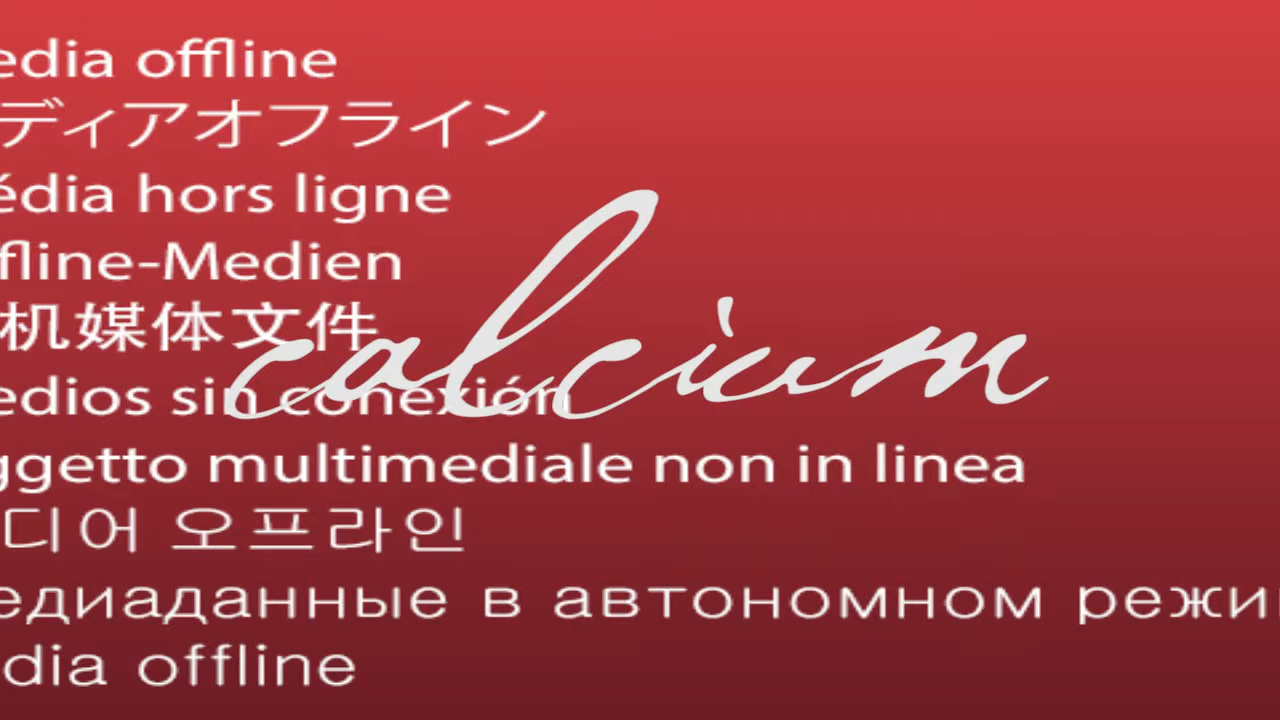 edia offline
ディアオフライン
édia hors ligne
fline-Medien
机媒体文件
calcium
edios sin conexión
ggetto multimediale non in linea
디어 오프라인
едиаданные в автономном режи
dia offline